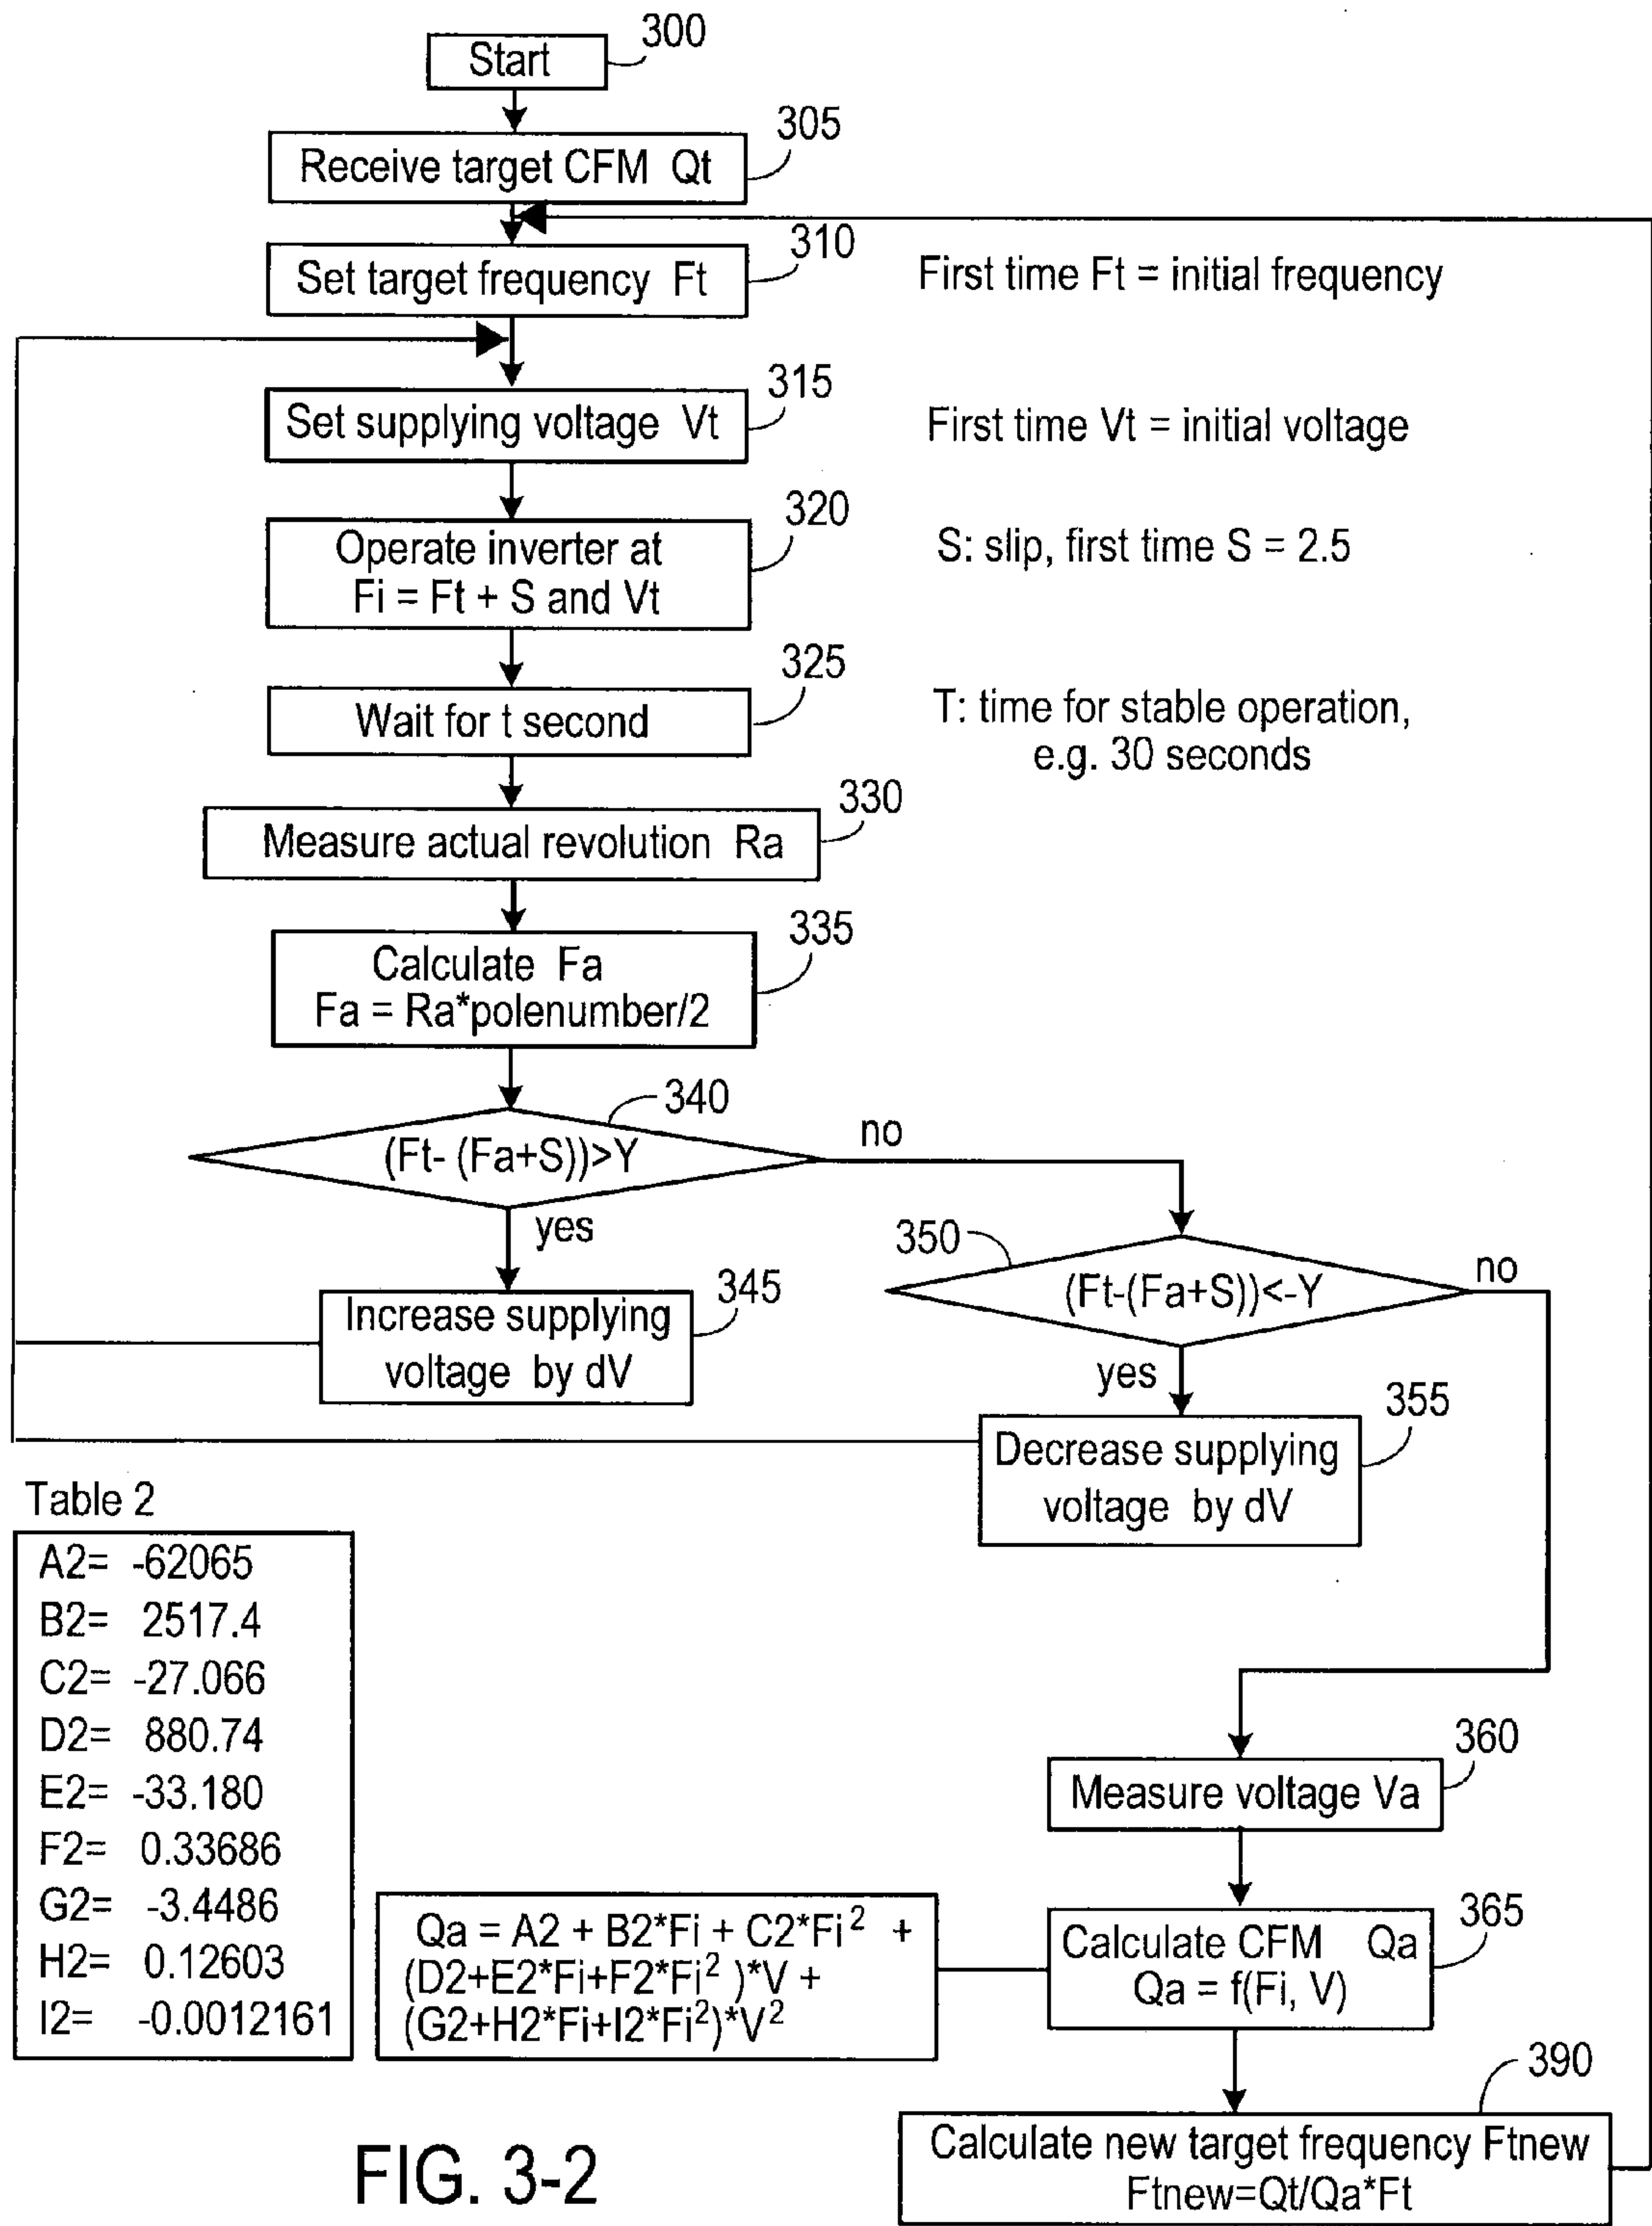 300
Start
305
Receive target CFM Qt
310
Set target frequency Ft
First time Ft = initial frequency
315
Set supplying voltage Vt
First time Vt = initial voltage
320
Operate inverter at
Fi = Ft + S and Vt
S: slip, first time S = 2.5
325
Wait for t second
T: time for stable operation,
e.g. 30 seconds
330
Measure actual revolution Ra
335
Calculate Fa
Fa = Ra*polenumber/2
340
(Ft- (Fa+S))>Y
no
yes
350
(Ft-(Fa+S))<-Y
no
yes
345
Increase supplying
voltage by dV
355
Decrease supplying
voltage by dV
Table 2
A2= -62065
B2= 2517.4
C2= -27.066
D2= 880.74
E2= -33.180
F2= 0.33686
G2= -3.4486
H2= 0.12603
I2= -0.0012161
360
Measure voltage Va
365
Calculate CFM Qa
Qa = f(Fi, V)
Qa = A2 + B2*Fi + C2*Fi² +
(D2+E2*Fi+F2*Fi² )*V +
(G2+H2*Fi+I2*Fi²)*V²
390
Calculate new target frequency Ftnew
Ftnew=Qt/Qa*Ft
FIG. 3-2